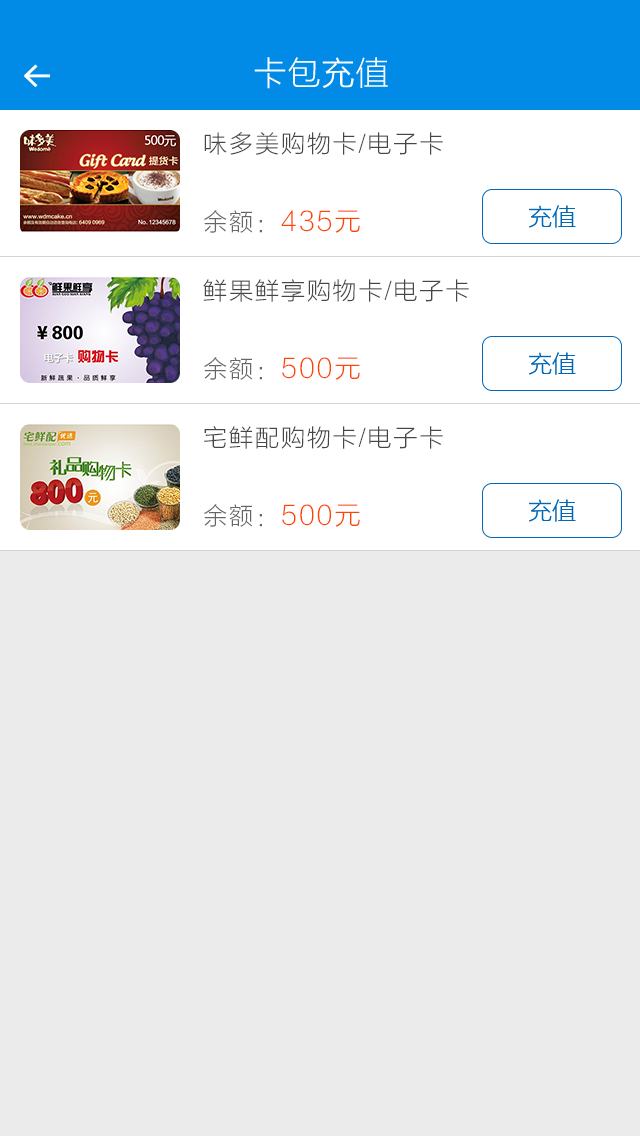 卡包充值
味多美
Wedome
500元
Gift Card 提货卡
www.wdmcake.cn
No. 12345678
味多美购物卡/电子卡
余额：435元
充值
鲜果鲜享
¥ 800
电子卡 购物卡
新鲜蔬果·品质鲜享
鲜果鲜享购物卡/电子卡
余额：500元
充值
宅鲜配 优选
礼品购物卡
800元
宅鲜配购物卡/电子卡
余额：500元
充值